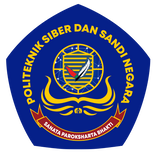 POLITEKNIK SIBER DAN SANDI NEGARA
SANATA PAROKSHARTA BHAKTI